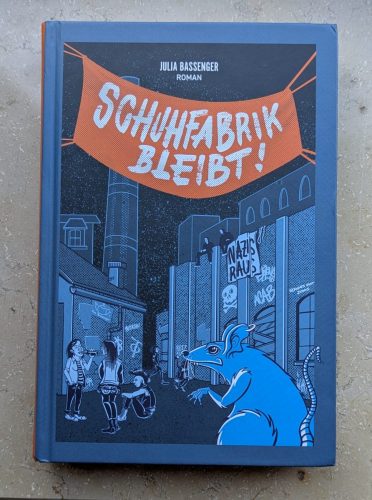 JULIA BASSENGER
ROMAN
SCHUHFABRIK
BLEIBT!
NAZIS
RAUS